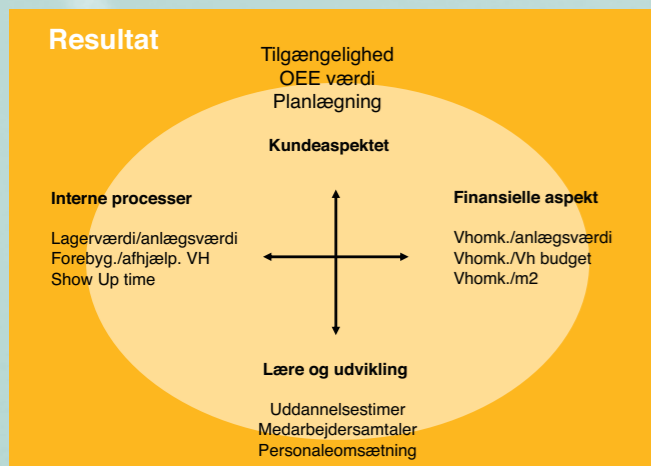 Resultat
Tilgængelighed
OEE værdi
Planlægning
Kundeaspektet
Interne processer
Lagerværdi/anlægsværdi
Forebyg./afhjælp. VH
Show Up time
Finansielle aspekt
Vhomk./anlægsværdi
Vhomk./Vh budget
Vhomk./m2
Lære og udvikling
Uddannelsestimer
Medarbejdersamtaler
Personaleomsætning